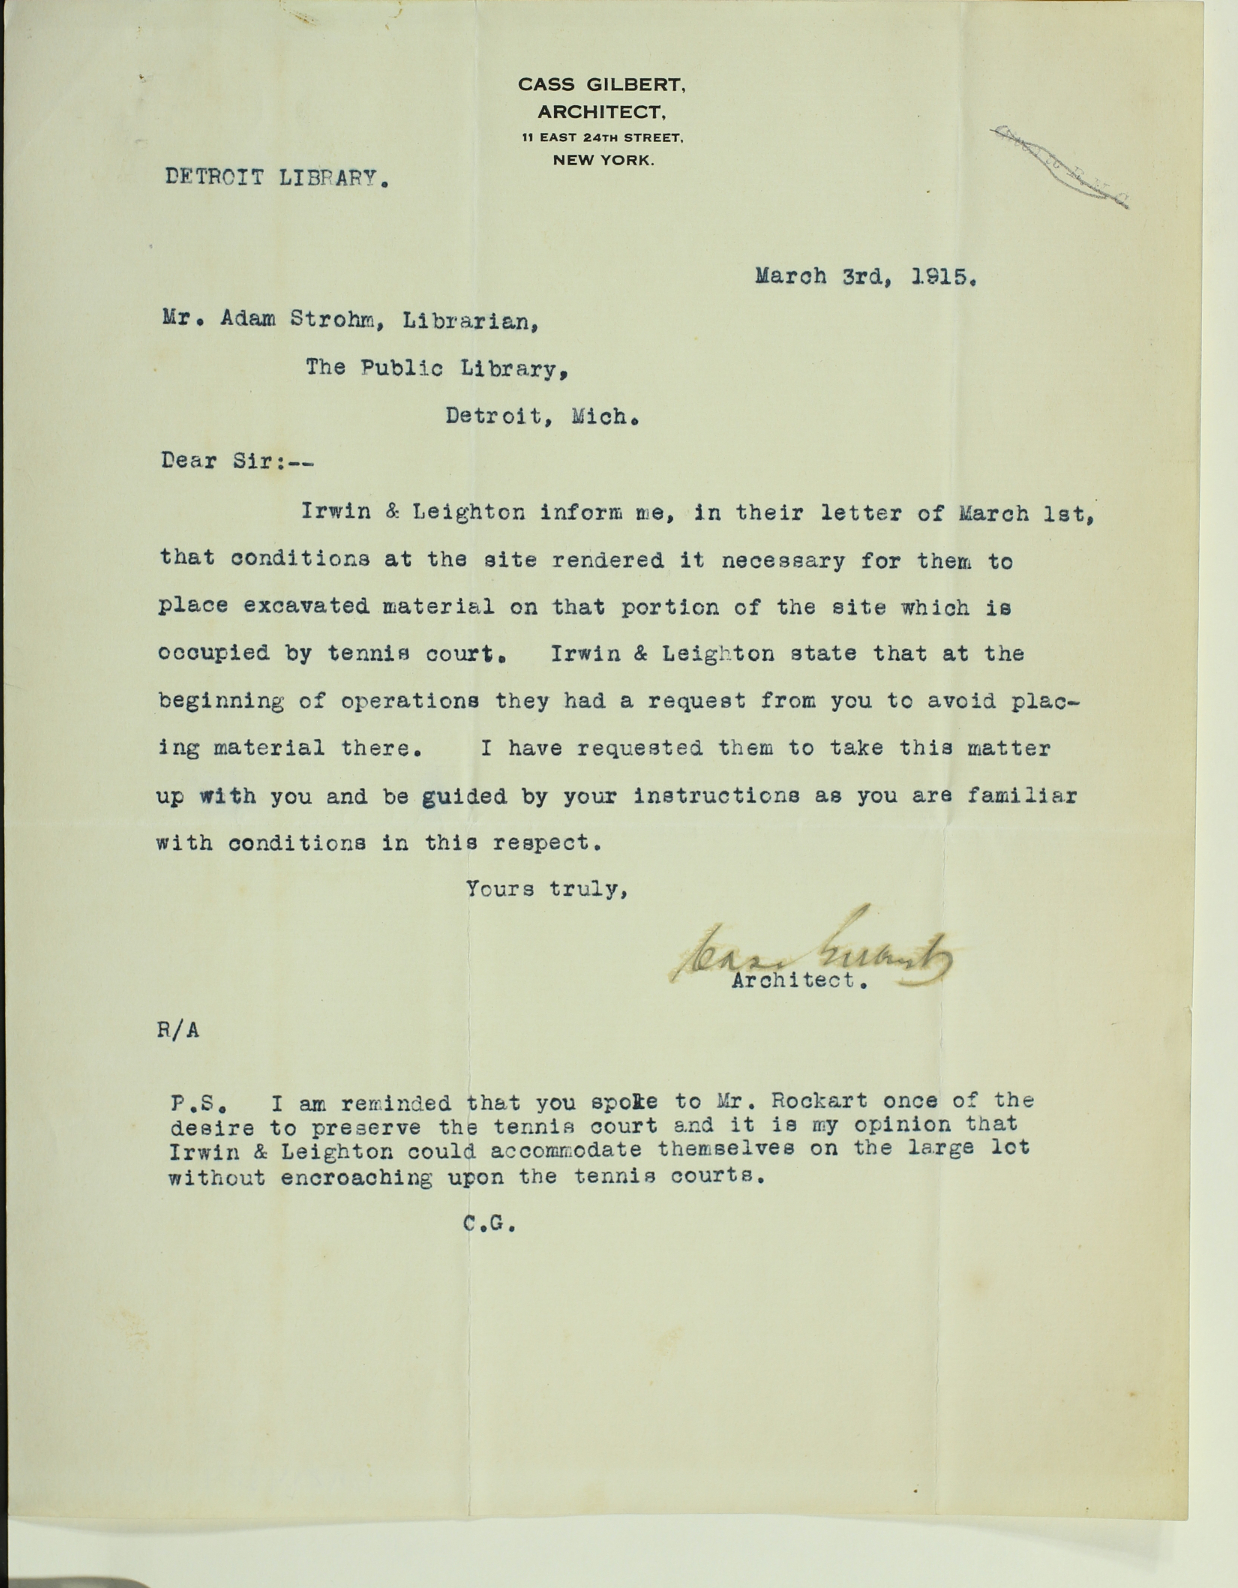 CASS GILBERT,
ARCHITECT,
11 EAST 24TH STREET,
NEW YORK.
DETROIT LIBRARY.
March 3rd, 1915.
Mr. Adam Strohm, Librarian,
The Public Library,
Detroit, Mich.
Dear Sir:--
Irwin & Leighton inform me, in their letter of March 1st,
that conditions at the site rendered it necessary for them to
place excavated material on that portion of the site which is
occupied by tennis court. Irwin & Leighton state that at the
beginning of operations they had a request from you to avoid plac-
ing material there. I have requested them to take this matter
up with you and be guided by your instructions as you are familiar
with conditions in this respect.
Yours truly,
Cass Gilbert
Architect.
R/A
P.S. I am reminded that you spoke to Mr. Rockart once of the
desire to preserve the tennis court and it is my opinion that
Irwin & Leighton could accommodate themselves on the large lot
without encroaching upon the tennis courts.
C.G.